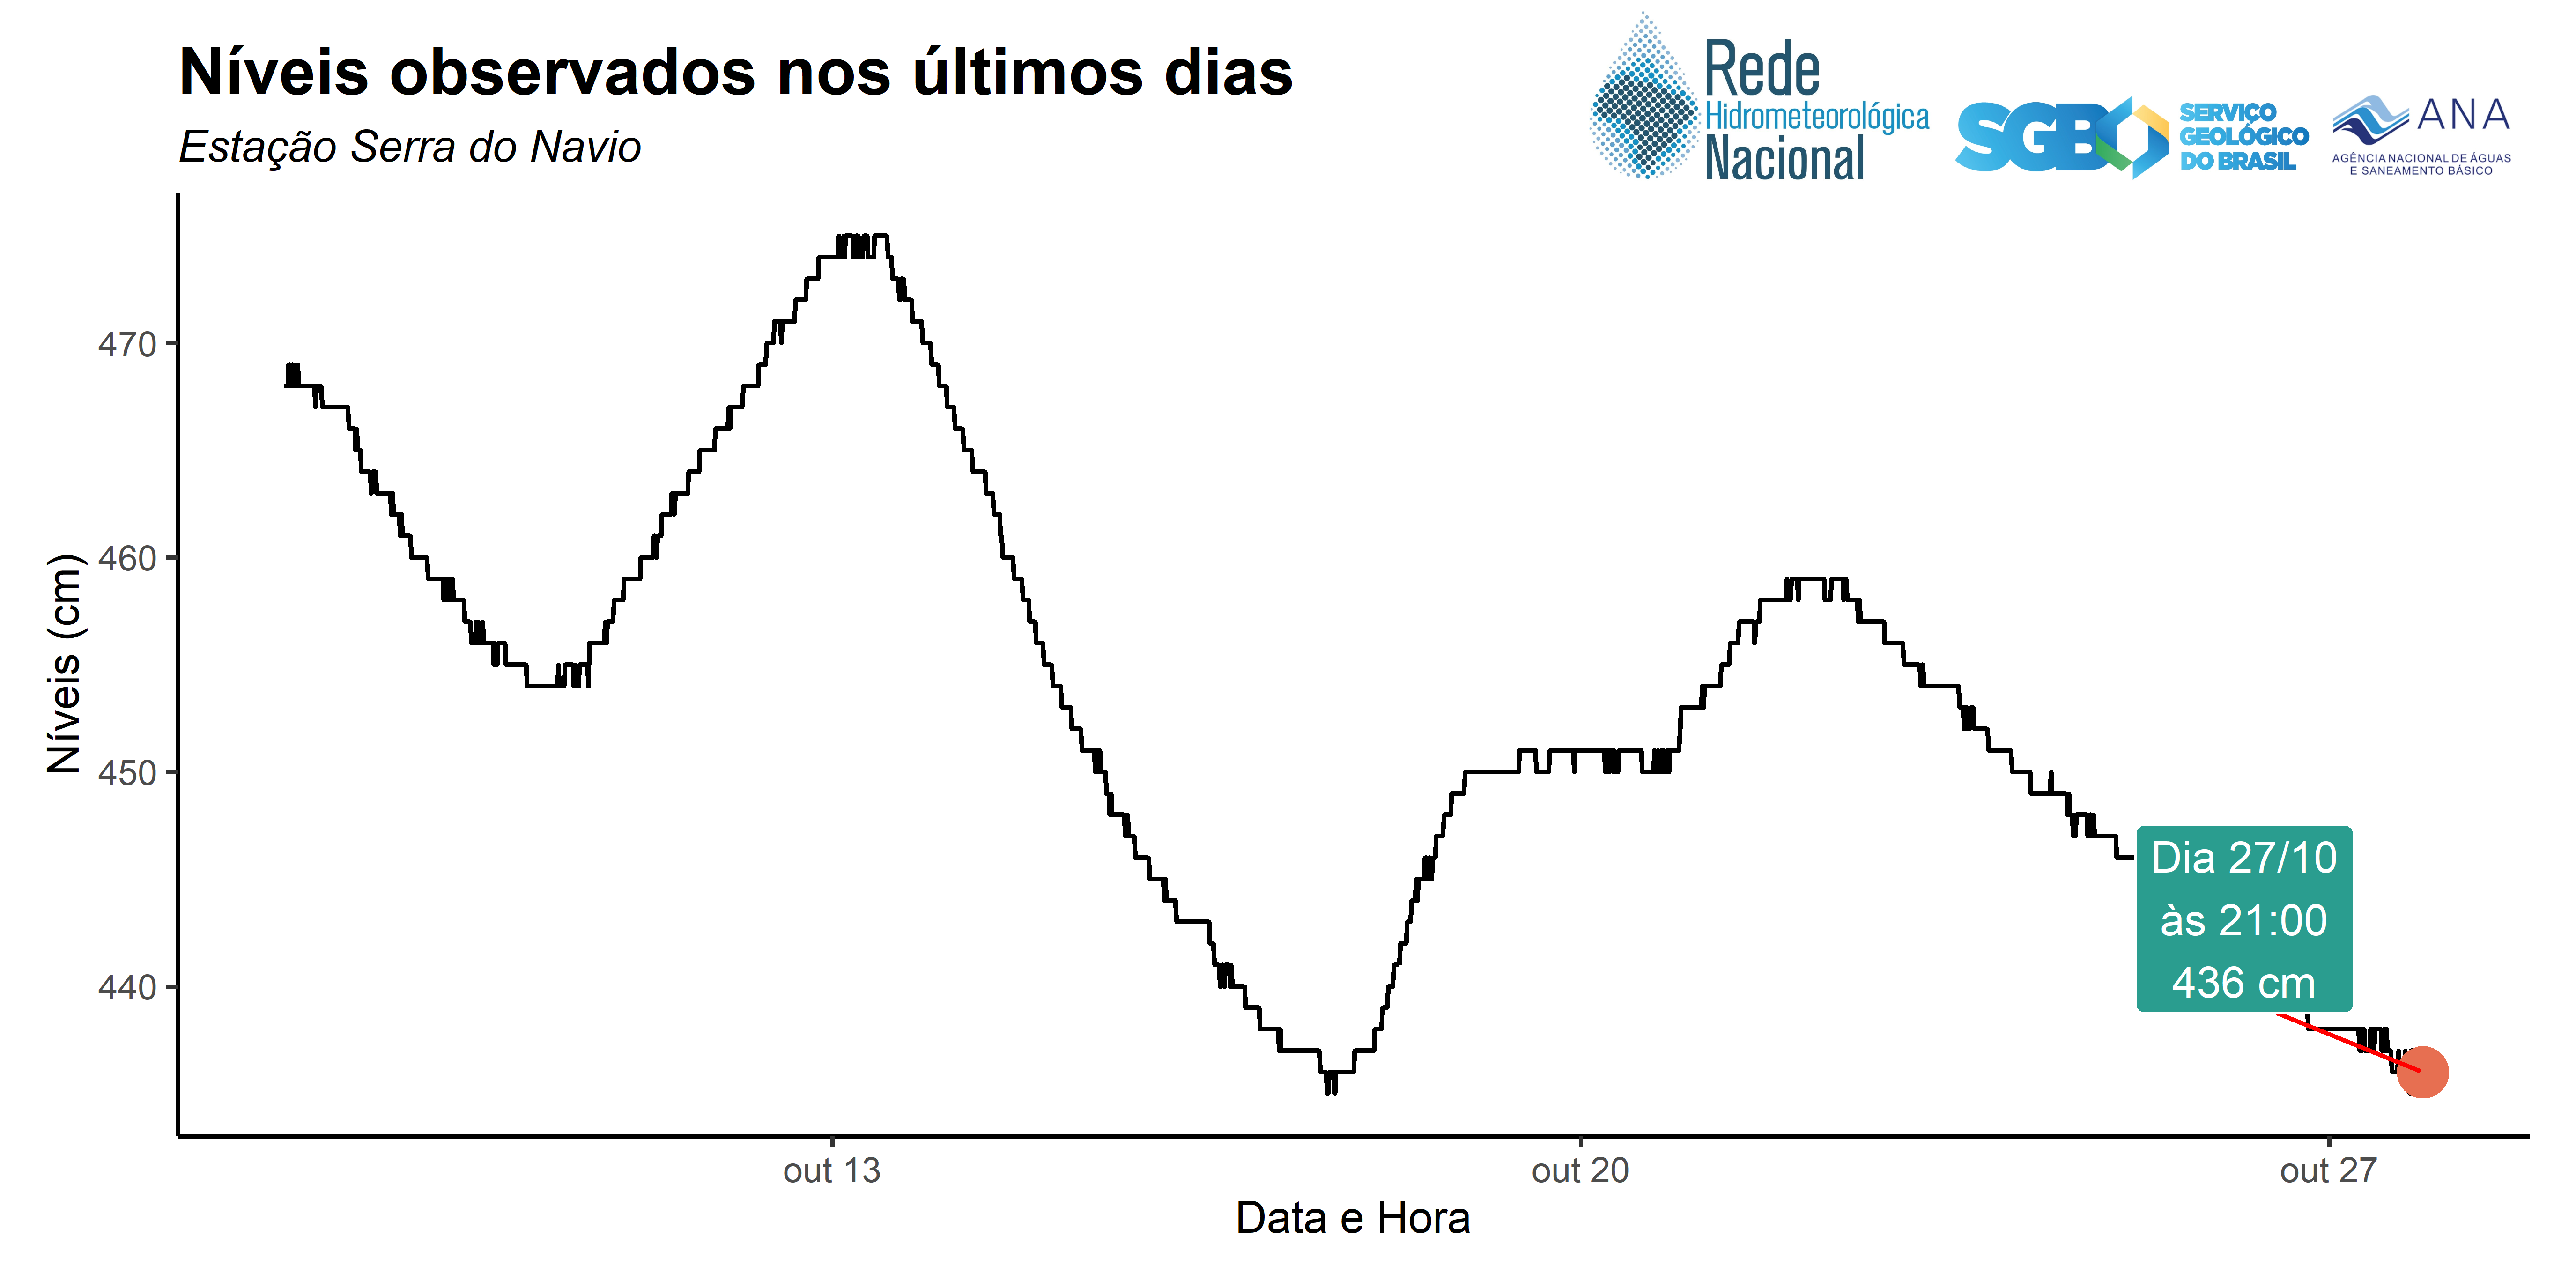 Níveis observados nos últimos dias
Estação Serra do Navio
Rede
Hidrometeorológica
Nacional
SGB
SERVIÇO
GEOLÓGICO
DO BRASIL
ANA
AGÊNCIA NACIONAL DE ÁGUAS
E SANEAMENTO BÁSICO
Níveis (cm)
470
460
450
440
Dia 27/10
às 21:00
436 cm
out 13
out 20
out 27
Data e Hora